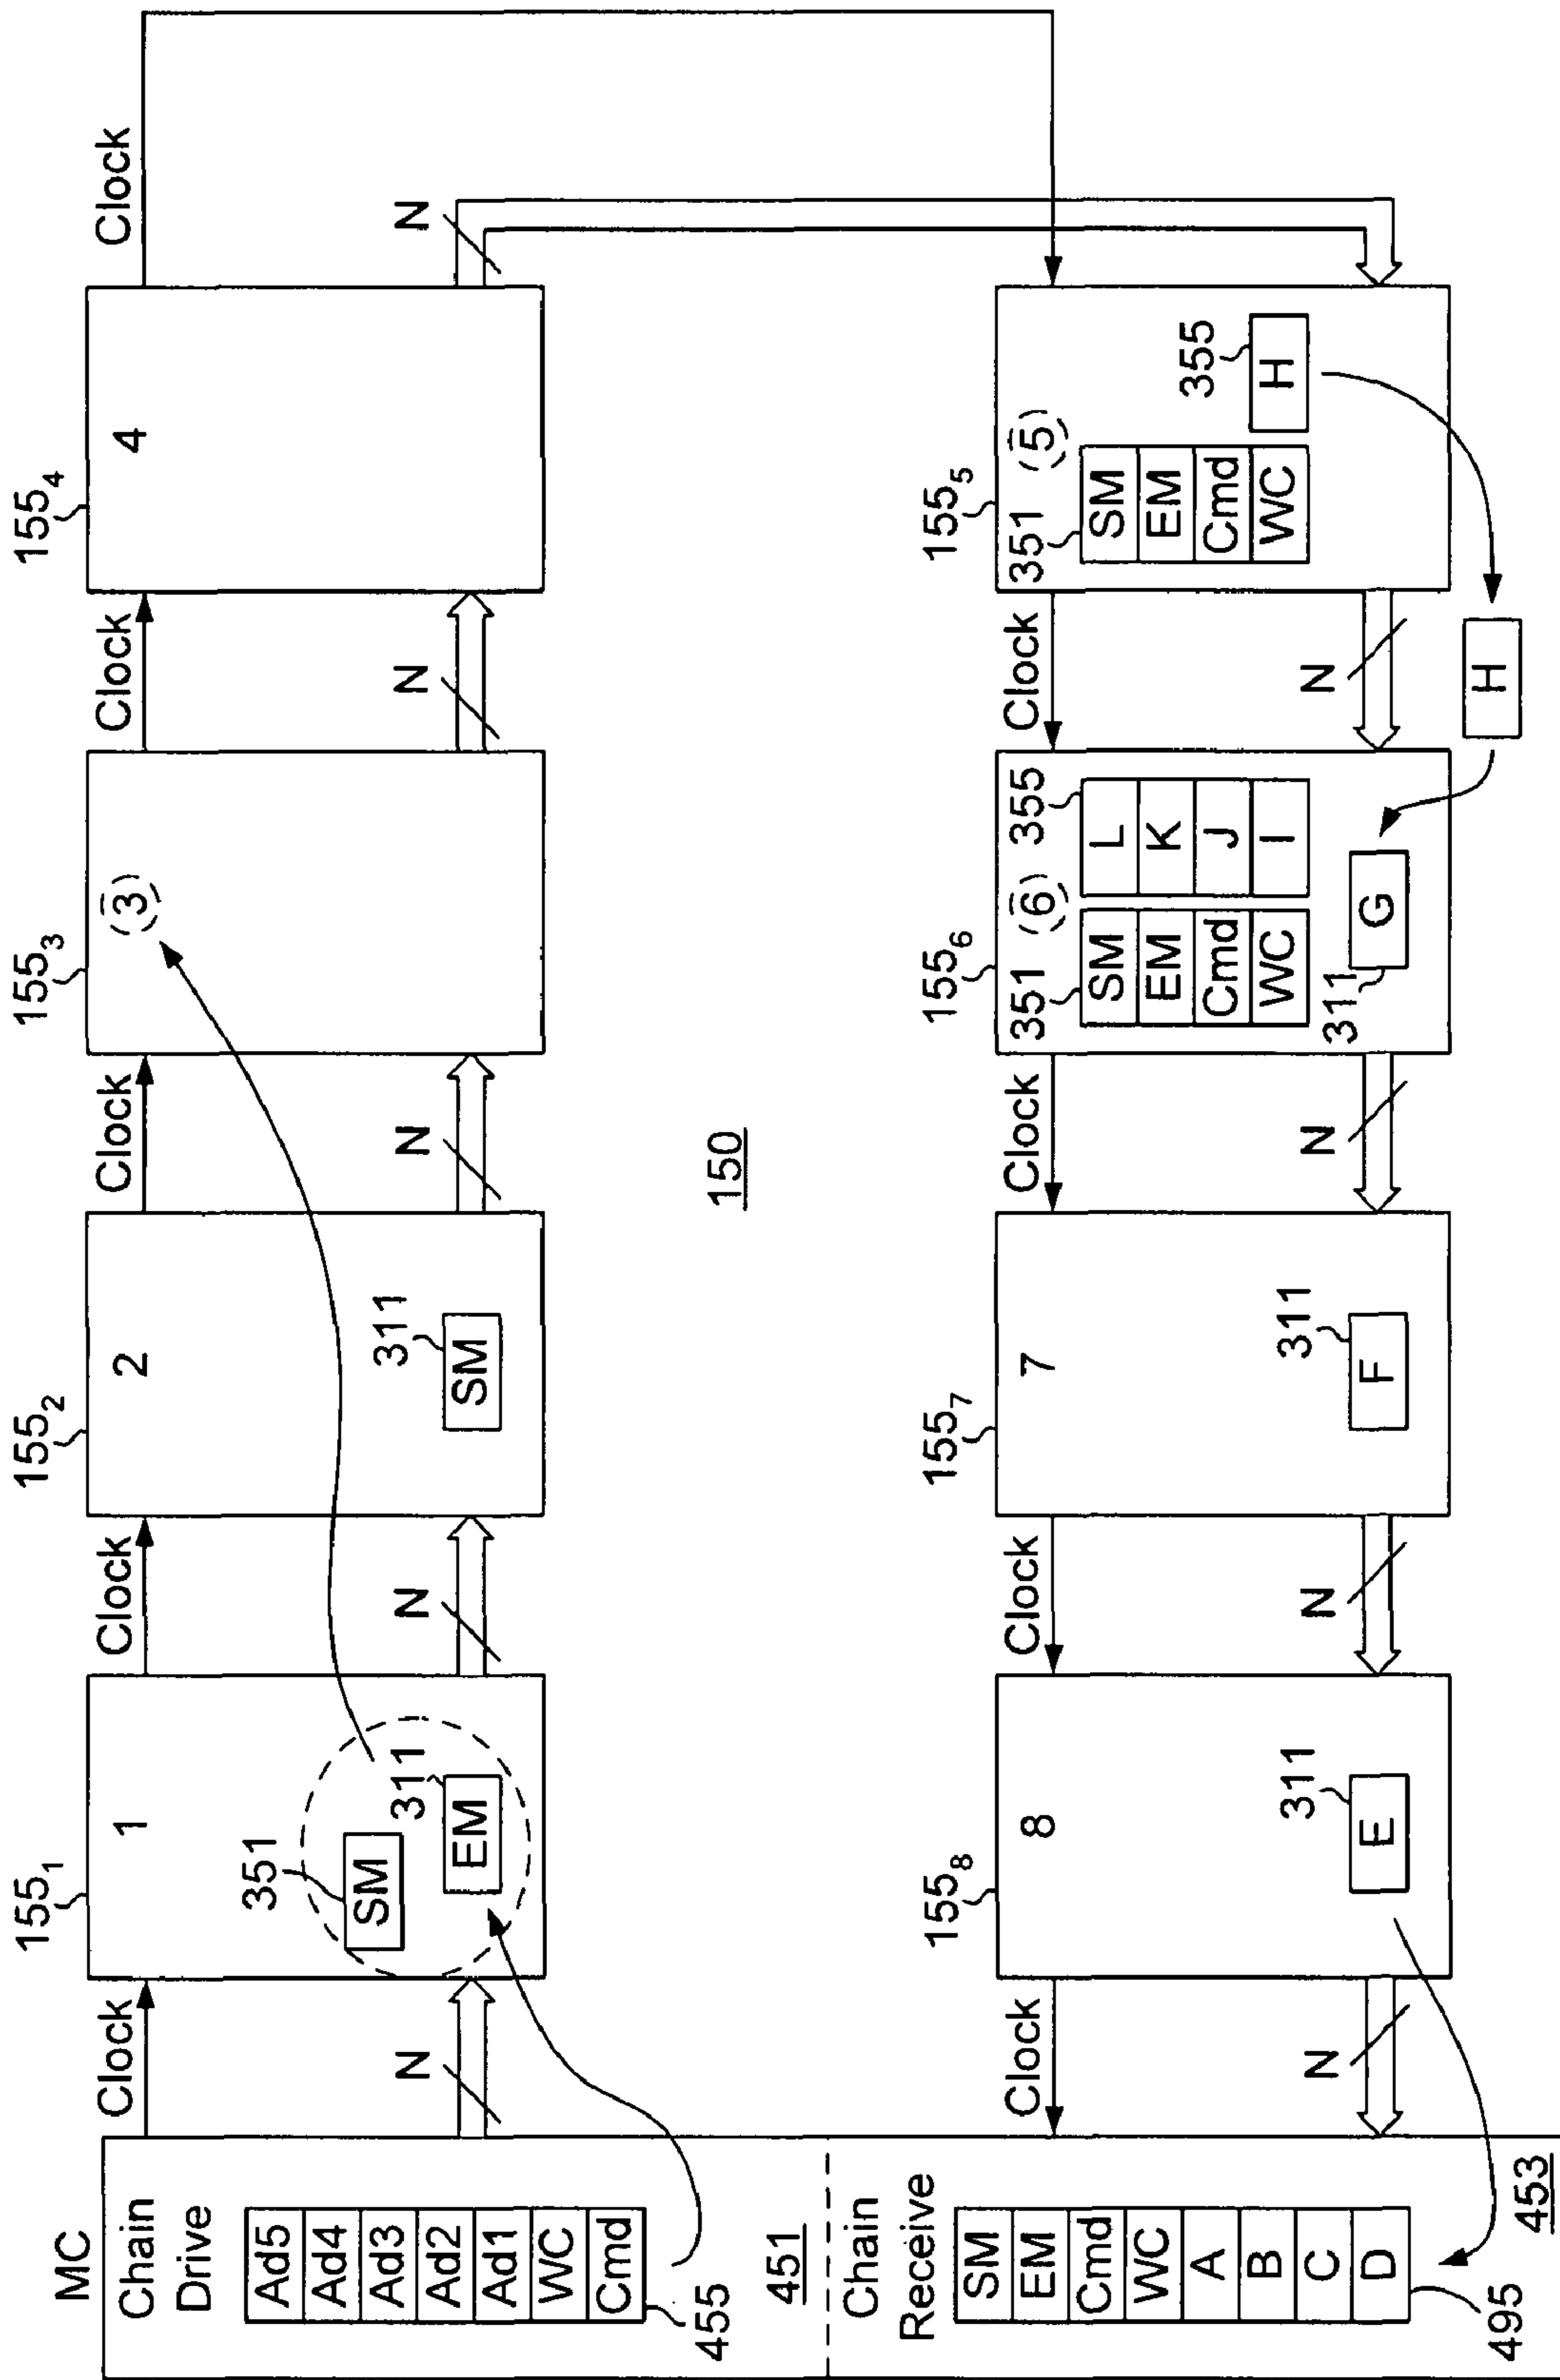 MC
Chain
Drive
Ad5
Ad4
Ad3
Ad2
Ad1
WC
Cmd
455
451
Clock
N
155₁
1
351
SM
311
EM
Clock
N
155₂
2
311
SM
Clock
N
155₃
(3)
Clock
N
155₄
4
Clock
N
150
155₅
(5)
351
SM
EM
Cmd
WC
355
H
Clock
N
H
155₆
(6)
351
SM
EM
Cmd
WC
355
L
K
J
I
311
G
Clock
N
155₇
7
311
F
Clock
N
155₈
8
311
E
Clock
N
Chain
Receive
SM
EM
Cmd
WC
A
B
C
D
495
453